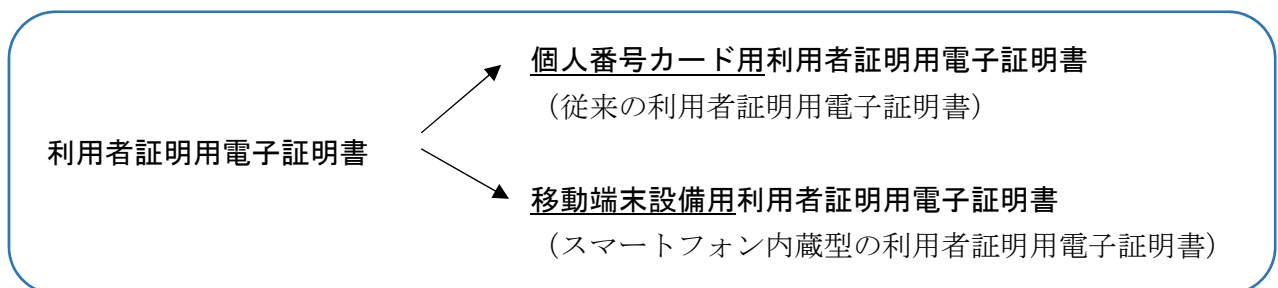 個人番号カード用利用者証明用電子証明書
（従来の利用者証明用電子証明書）
利用者証明用電子証明書
移動端末設備用利用者証明用電子証明書
（スマートフォン内蔵型の利用者証明用電子証明書）